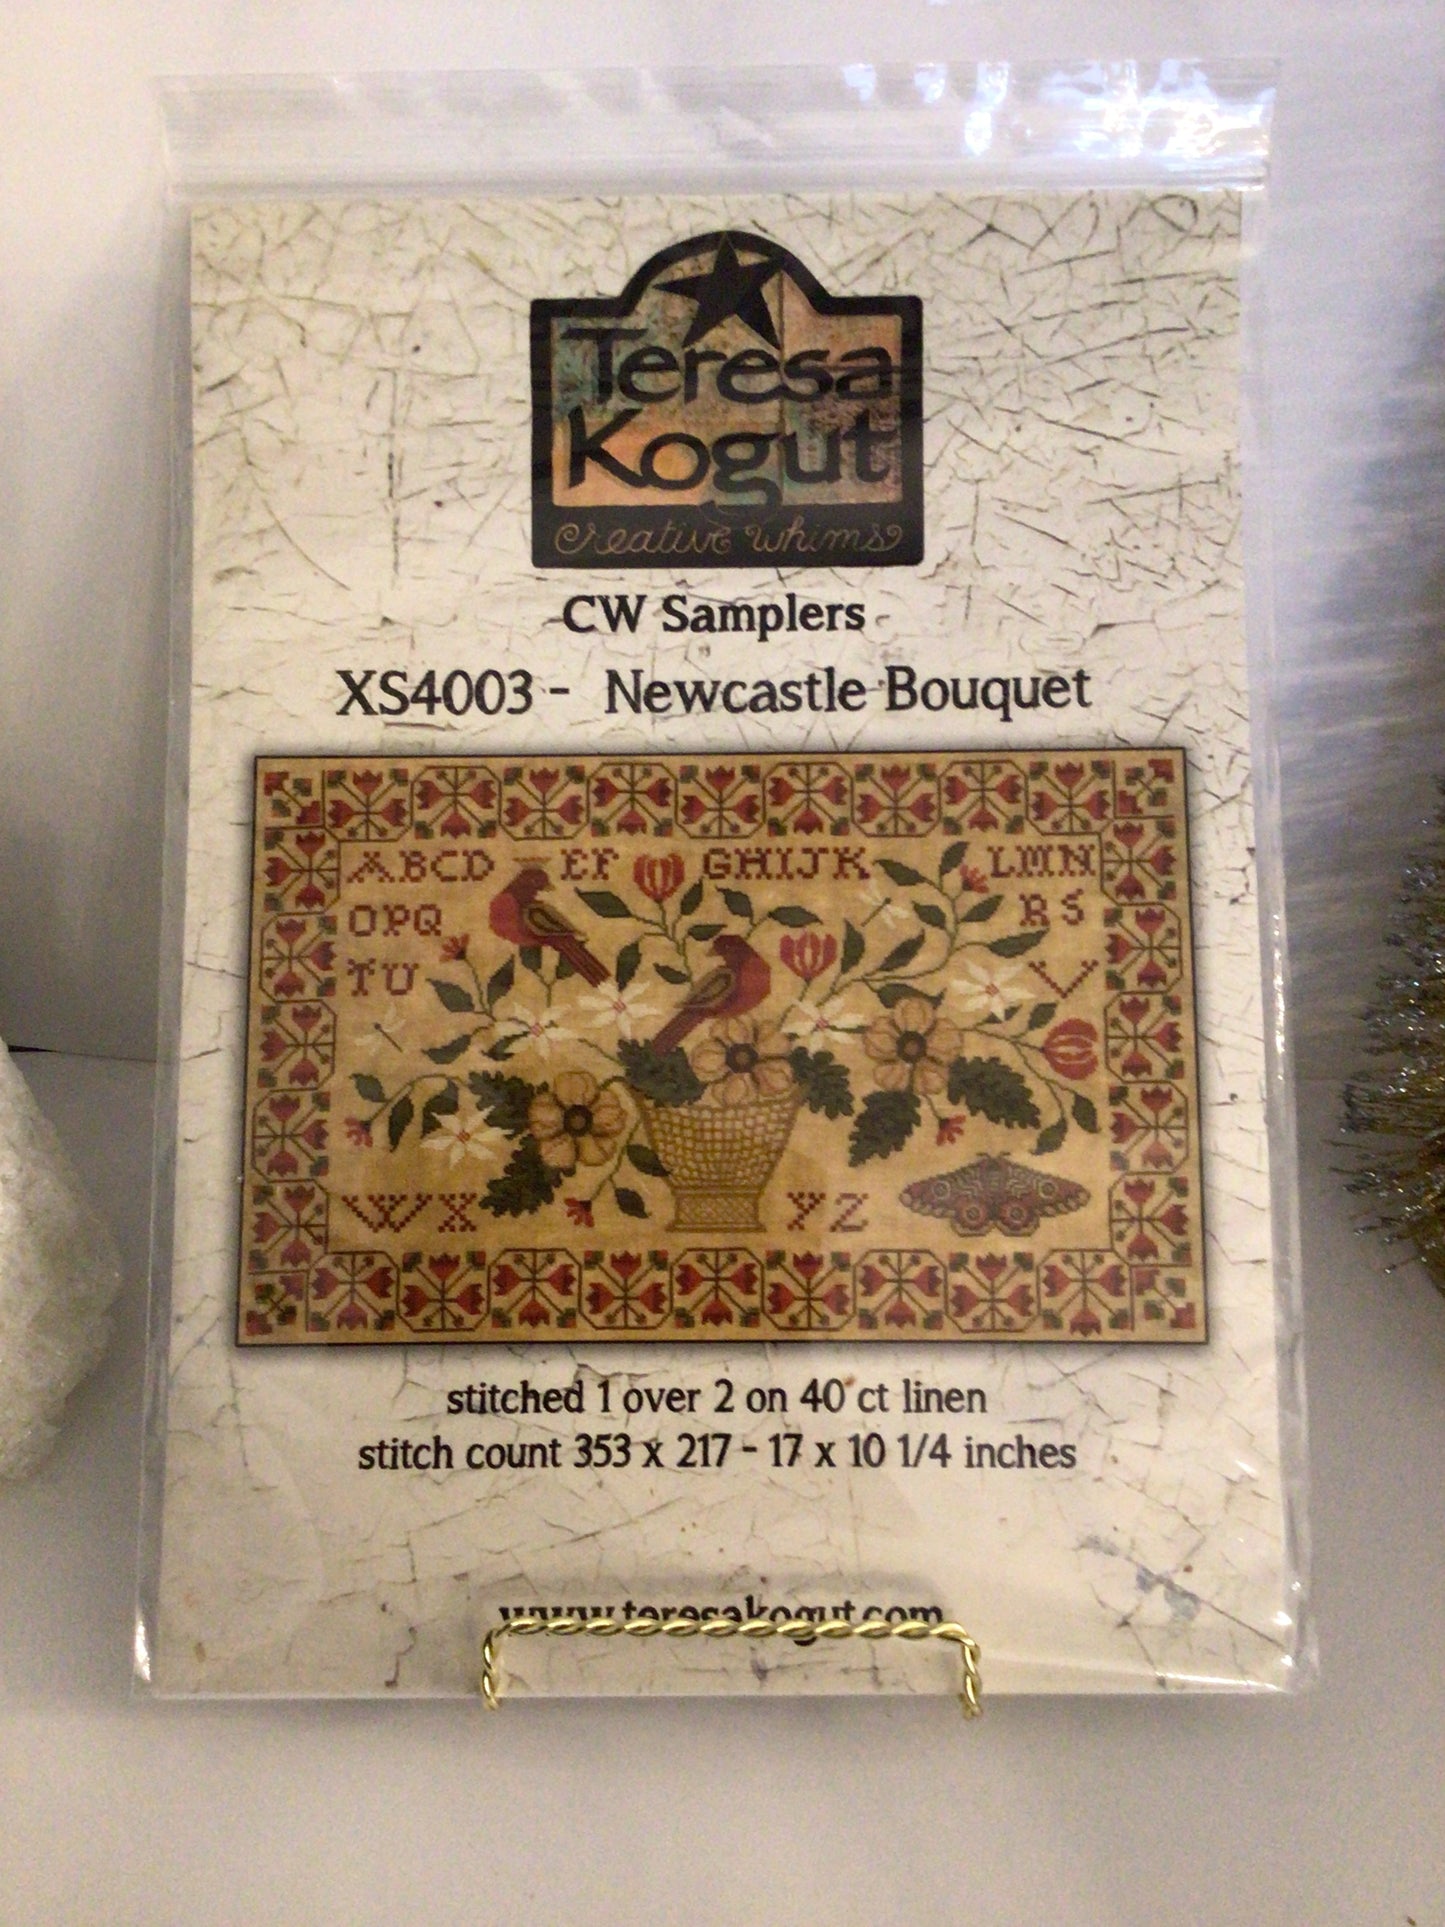 Teresa
Kogut
creative whims
CW Samplers
XS4003 - Newcastle Bouquet
ABCD EF GHIJK LMN
OPQ RS
TU V
WX YZ
stitched 1 over 2 on 40 ct linen
stitch count 353 x 217 - 17 x 10 1/4 inches
www.teresakogut.com